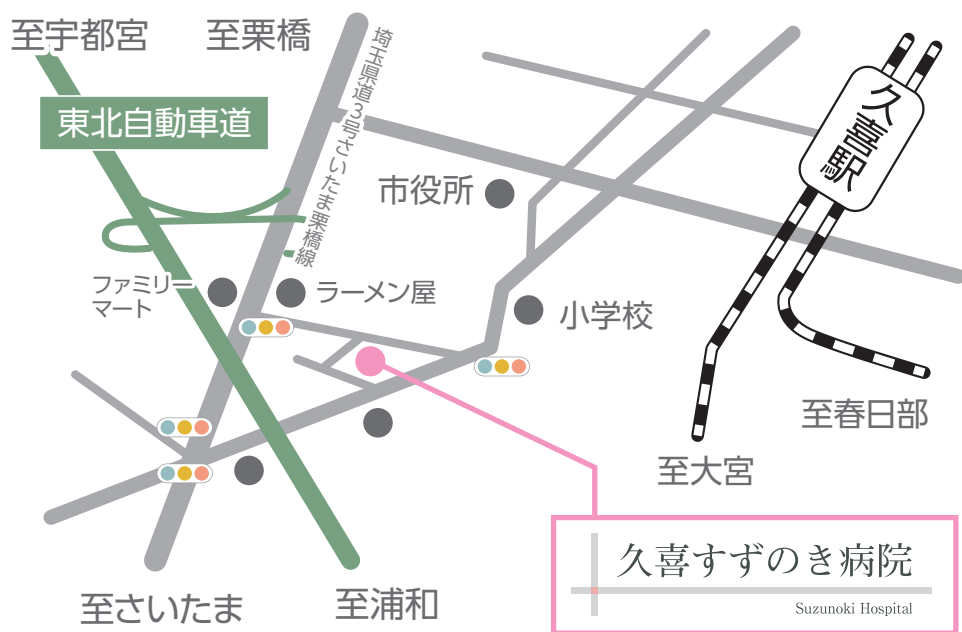 至宇都宮
至栗橋
埼玉県道3号さいたま栗橋線
東北自動車道
久喜駅
市役所
ファミリー
マート
ラーメン屋
小学校
至春日部
至大宮
久喜すずのき病院
Suzunoki Hospital
至さいたま
至浦和